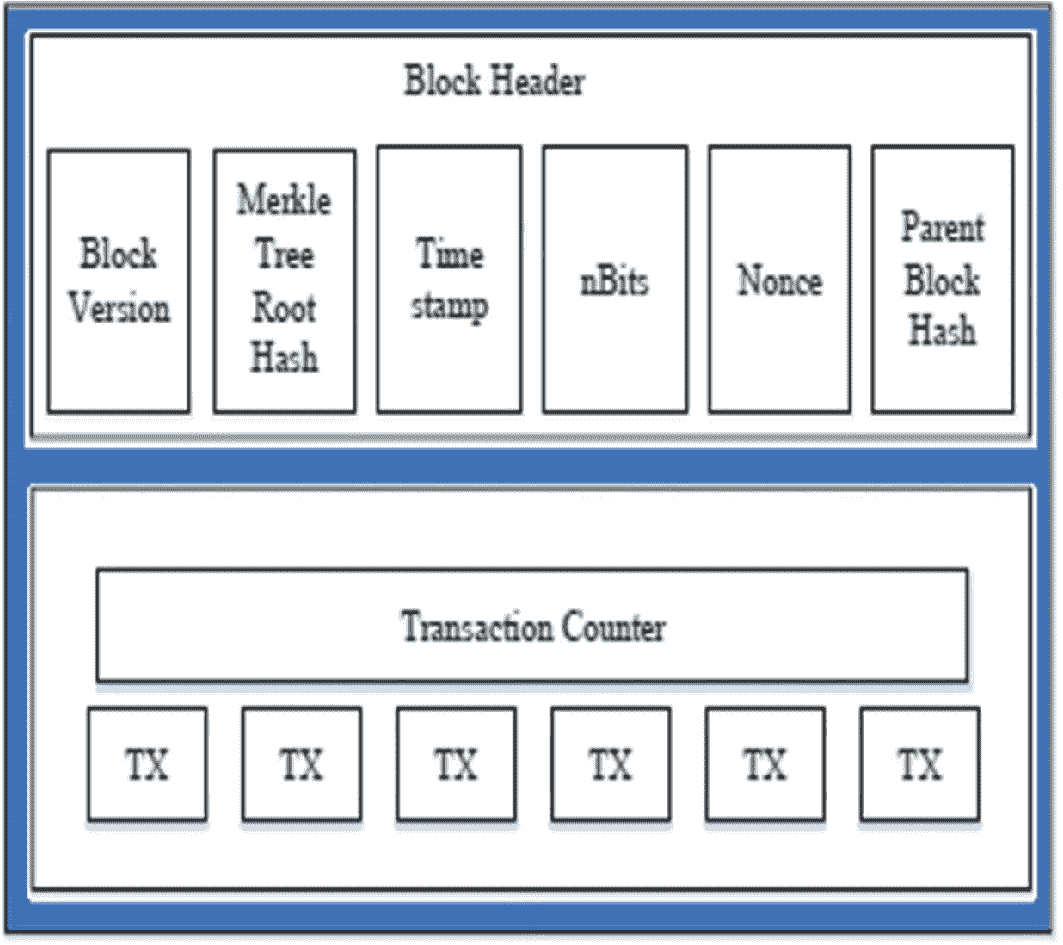 Block Header
Block
Version
Merkle
Tree
Root
Hash
Time
stamp
nBits
Nonce
Parent
Block
Hash
Transaction Counter
TX
TX
TX
TX
TX
TX